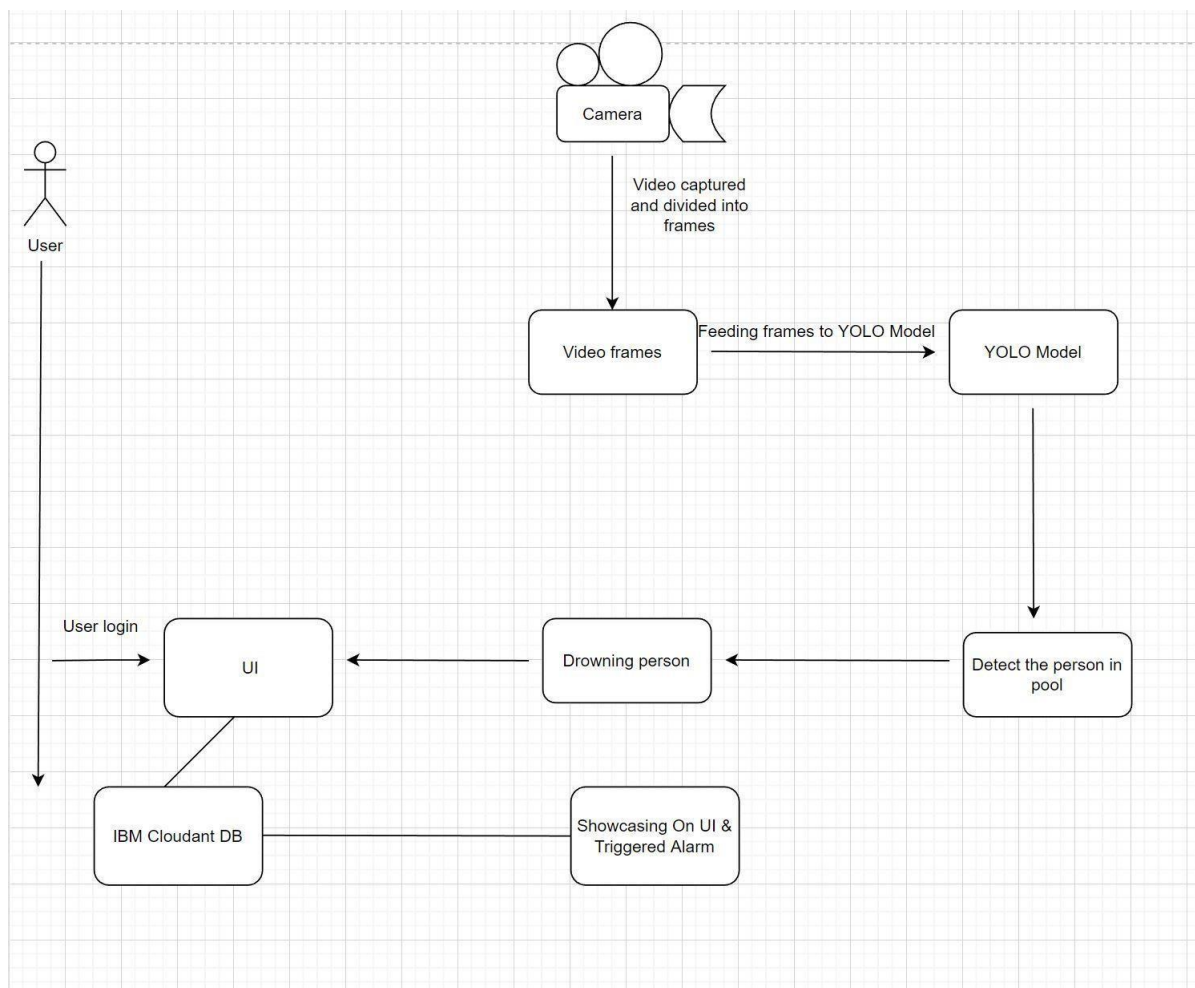 Camera
Video captured
and divided into
frames
User
Video frames
Feeding frames to YOLO Model
YOLO Model
User login
UI
Drowning person
Detect the person in
pool
IBM Cloudant DB
Showcasing On UI &
Triggered Alarm